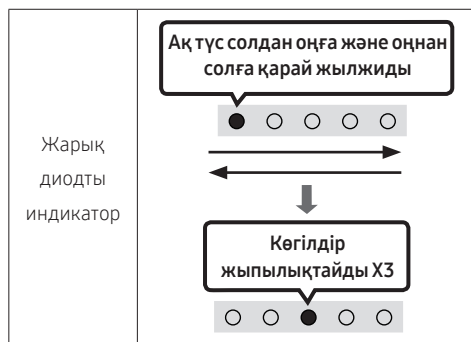 Ақ түс солдан оңға және оңнан
солға қарай жылжиды
Жарық
диодты
индикатор
Көгілдір
жыпылықтайды X3